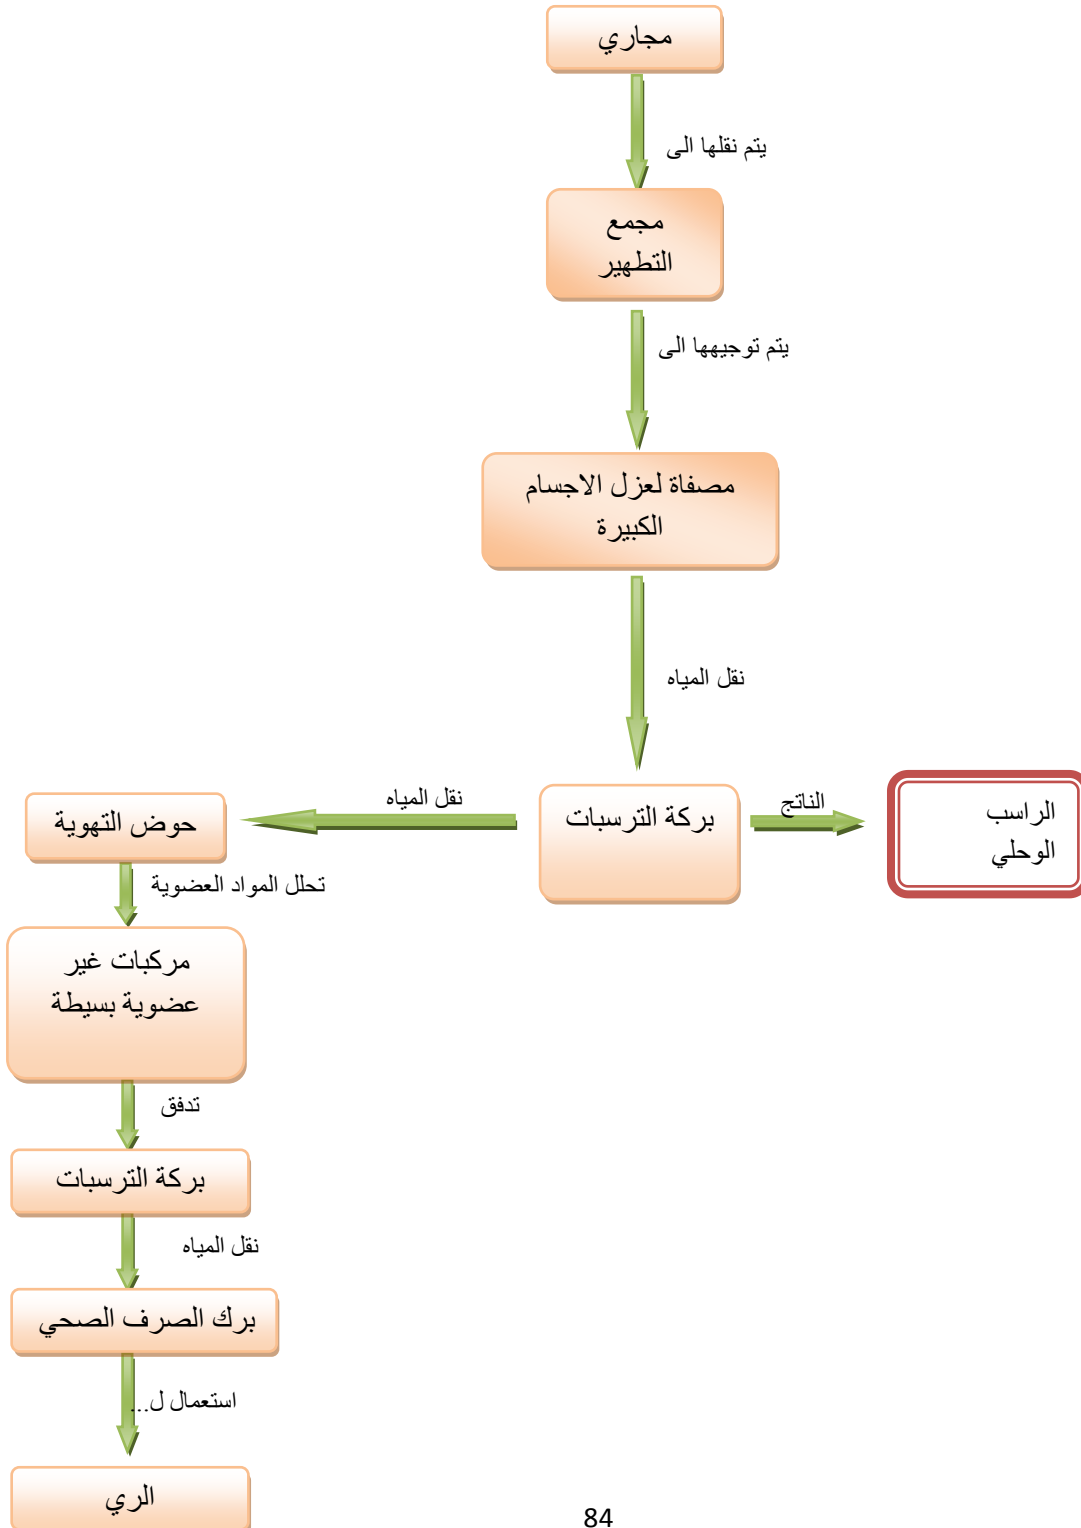 مجاري
يتم نقلها الى
مجمع
التطهير
يتم توجيهها الى
مصفاة لعزل الاجسام
الكبيرة
نقل المياه
بركة الترسبات
الناتج
الراسب
الوحلي
نقل المياه
حوض التهوية
تحلل المواد العضوية
مركبات غير
عضوية بسيطة
تدفق
بركة الترسبات
نقل المياه
برك الصرف الصحي
استعمال ل...
الري
84